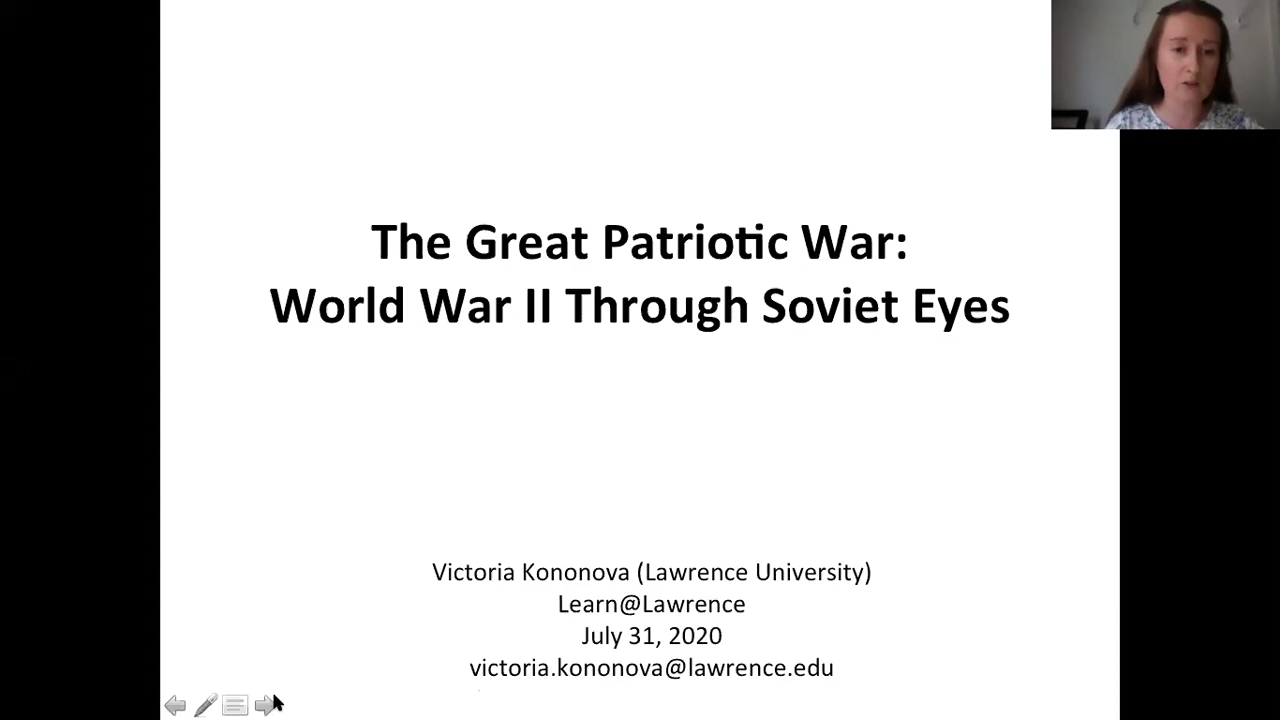 The Great Patriotic War:
World War II Through Soviet Eyes
Victoria Kononova (Lawrence University)
Learn@Lawrence
July 31, 2020
victoria.kononova@lawrence.edu